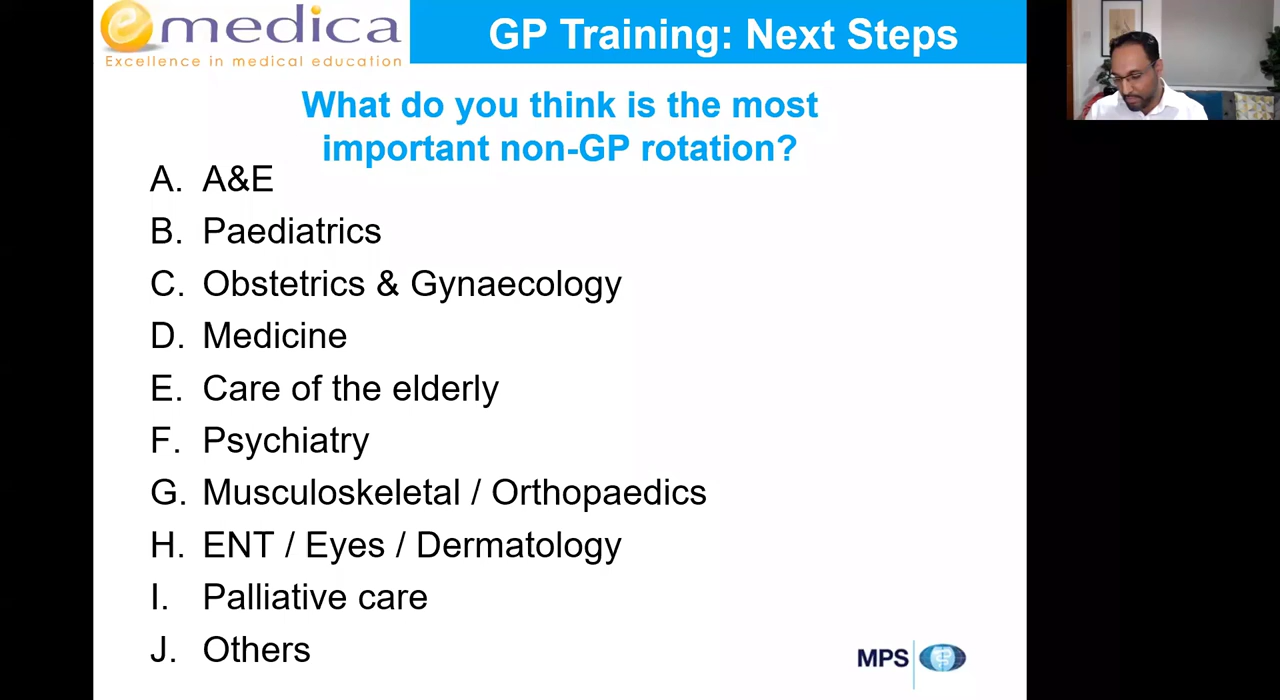 emedica
Excellence in medical education
GP Training: Next Steps
What do you think is the most
important non-GP rotation?
A. A&E
B. Paediatrics
C. Obstetrics & Gynaecology
D. Medicine
E. Care of the elderly
F. Psychiatry
G. Musculoskeletal / Orthopaedics
H. ENT / Eyes / Dermatology
I. Palliative care
J. Others
MPS